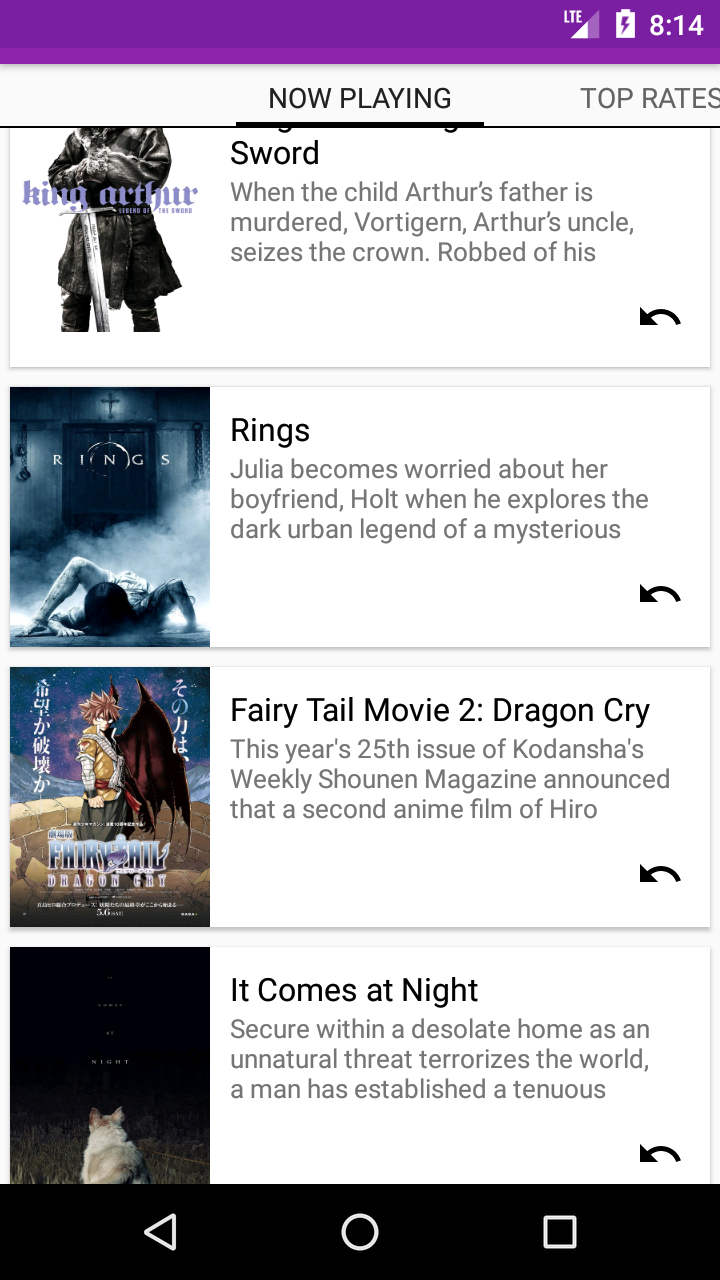 LTE 8:14
NOW PLAYING TOP RATES
Sword
When the child Arthur’s father is
murdered, Vortigern, Arthur’s uncle,
seizes the crown. Robbed of his
king arthur
LEGEND OF THE SWORD
RINGS
Rings
Julia becomes worried about her
boyfriend, Holt when he explores the
dark urban legend of a mysterious
その力は、
希望か破壊か
劇場版
FAIRY TAIL
DRAGON CRY
5.6 [SAT]
Fairy Tail Movie 2: Dragon Cry
This year's 25th issue of Kodansha's
Weekly Shounen Magazine announced
that a second anime film of Hiro
IT
COMES
AT
NIGHT
It Comes at Night
Secure within a desolate home as an
unnatural threat terrorizes the world,
a man has established a tenuous